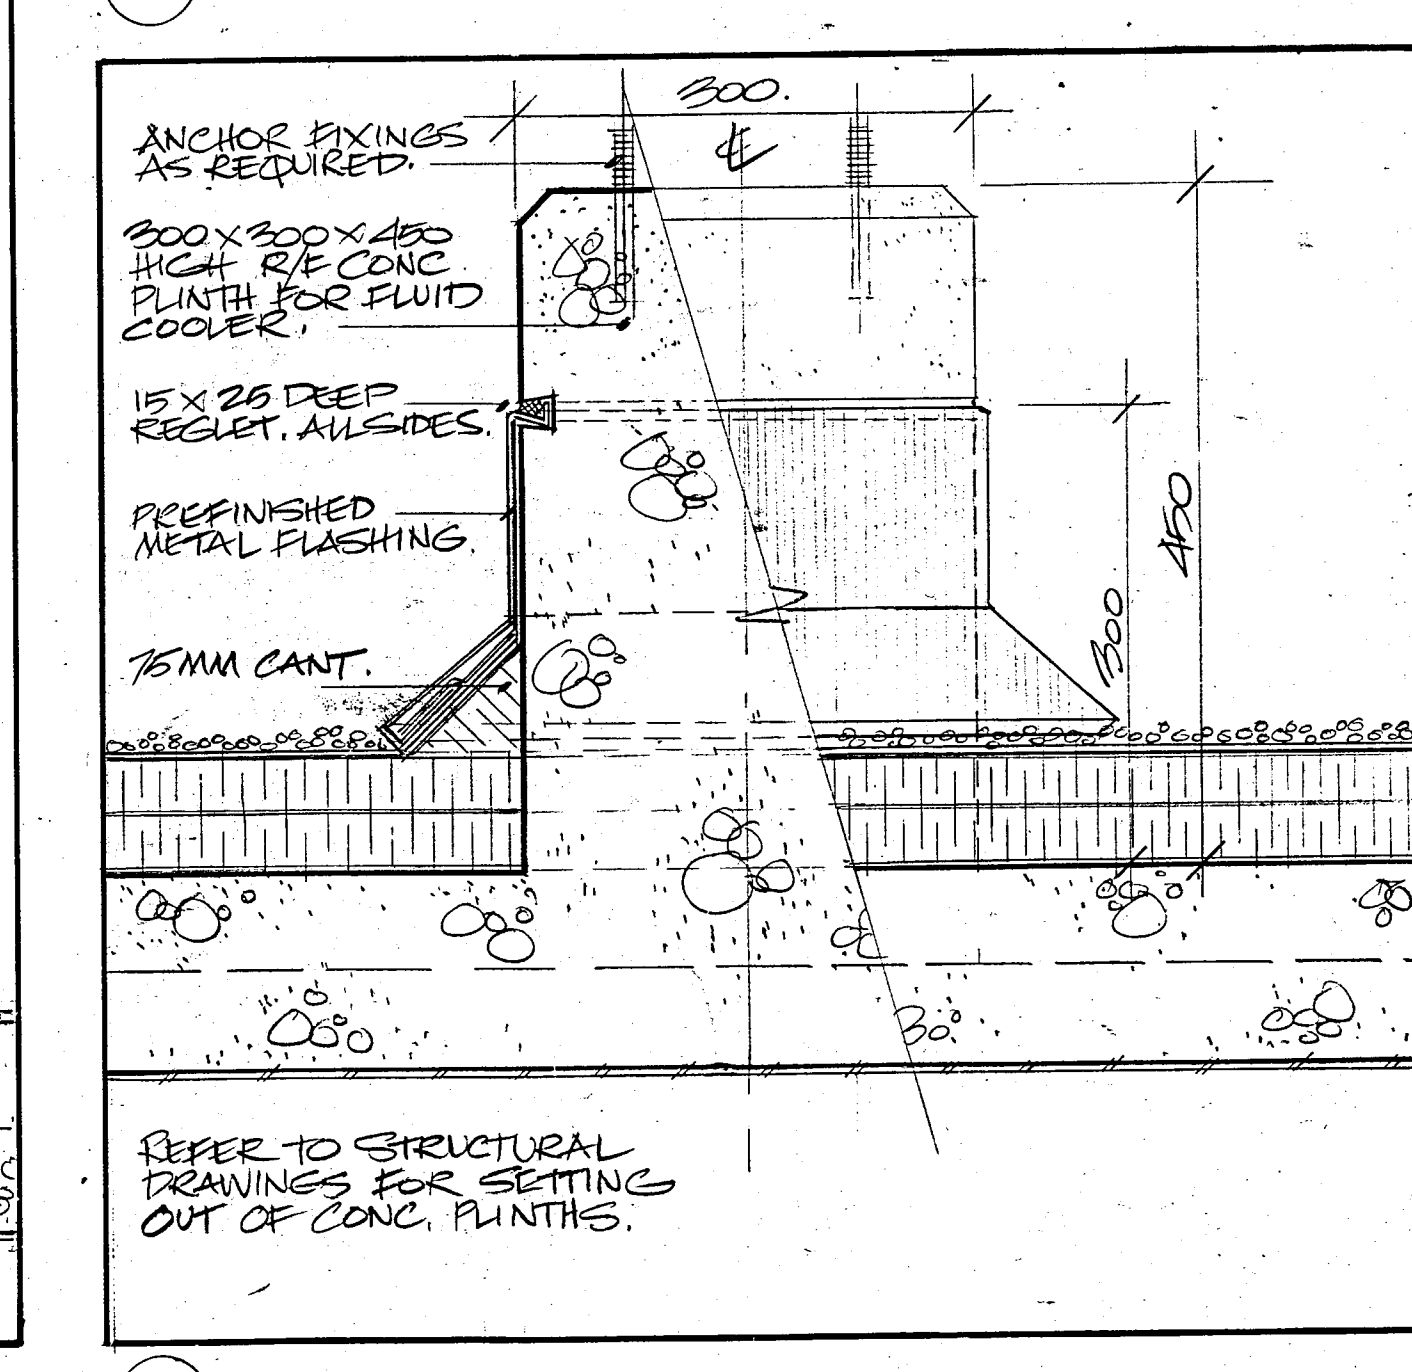 300.
℄
ANCHOR FIXINGS
AS REQUIRED.
300 X 300 X 450
HIGH R/F CONC
PLINTH FOR FLUID
COOLER.
15 X 25 DEEP
REGLET. ALL SIDES.
PREFINISHED
METAL FLASHING.
75MM CANT.
450
300
REFER TO STRUCTURAL
DRAWINGS FOR SETTING
OUT OF CONC. PLINTHS.